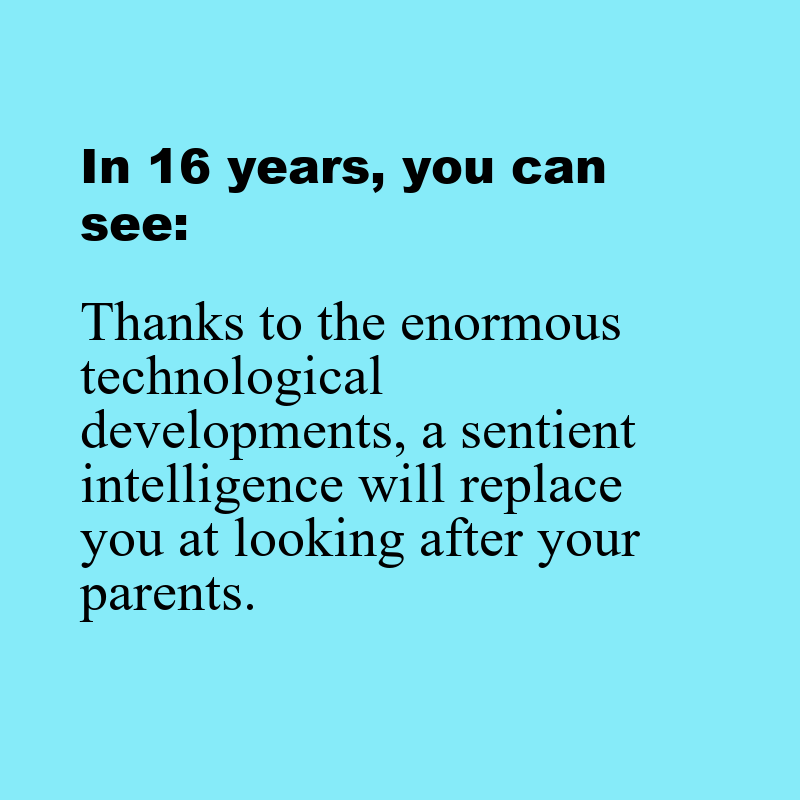 In 16 years, you can
see:
Thanks to the enormous
technological
developments, a sentient
intelligence will replace
you at looking after your
parents.